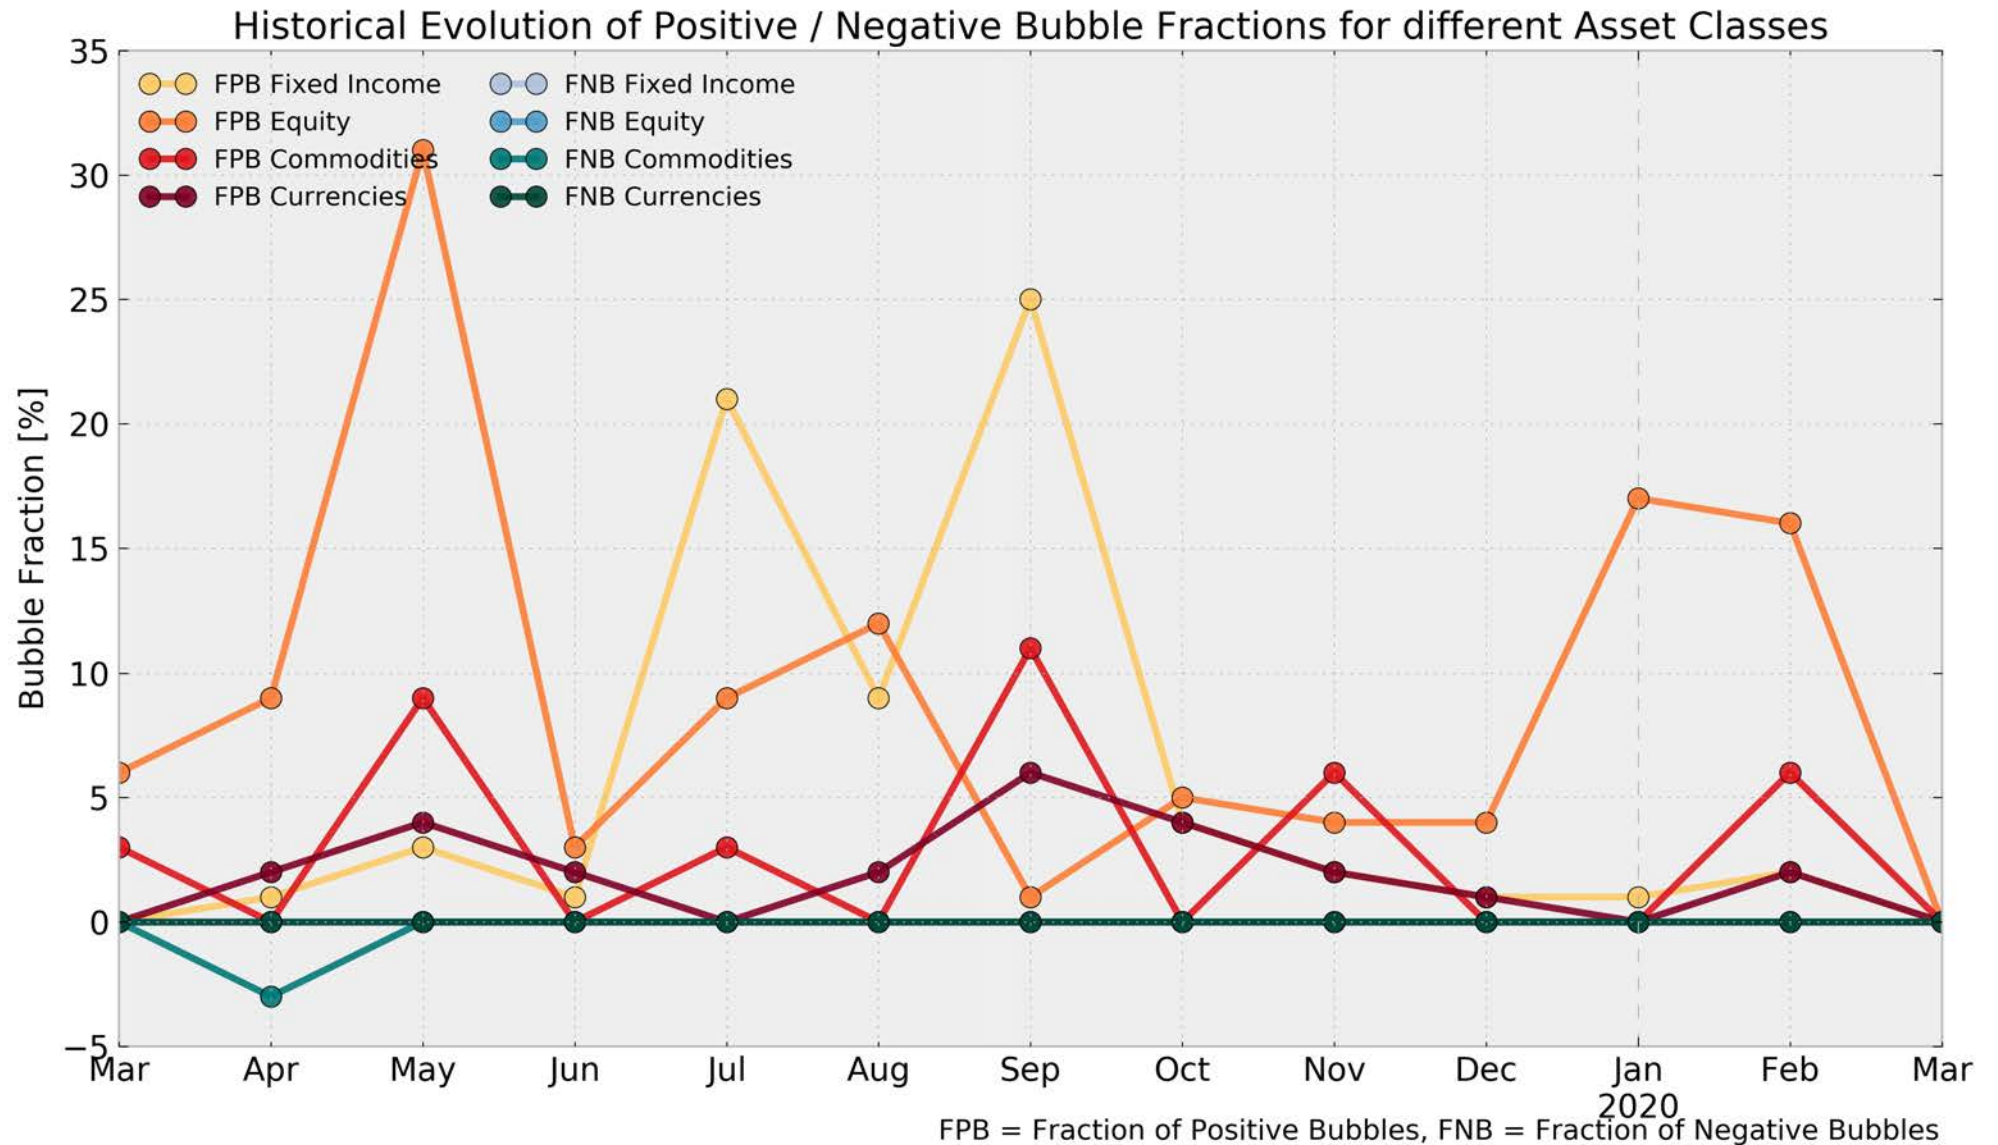 Historical Evolution of Positive / Negative Bubble Fractions for different Asset Classes
FPB Fixed Income
FPB Equity
FPB Commodities
FPB Currencies
FNB Fixed Income
FNB Equity
FNB Commodities
FNB Currencies
Bubble Fraction [%]
35
30
25
20
15
10
5
0
−5
Mar Apr May Jun Jul Aug Sep Oct Nov Dec Jan Feb Mar
2020
FPB = Fraction of Positive Bubbles, FNB = Fraction of Negative Bubbles